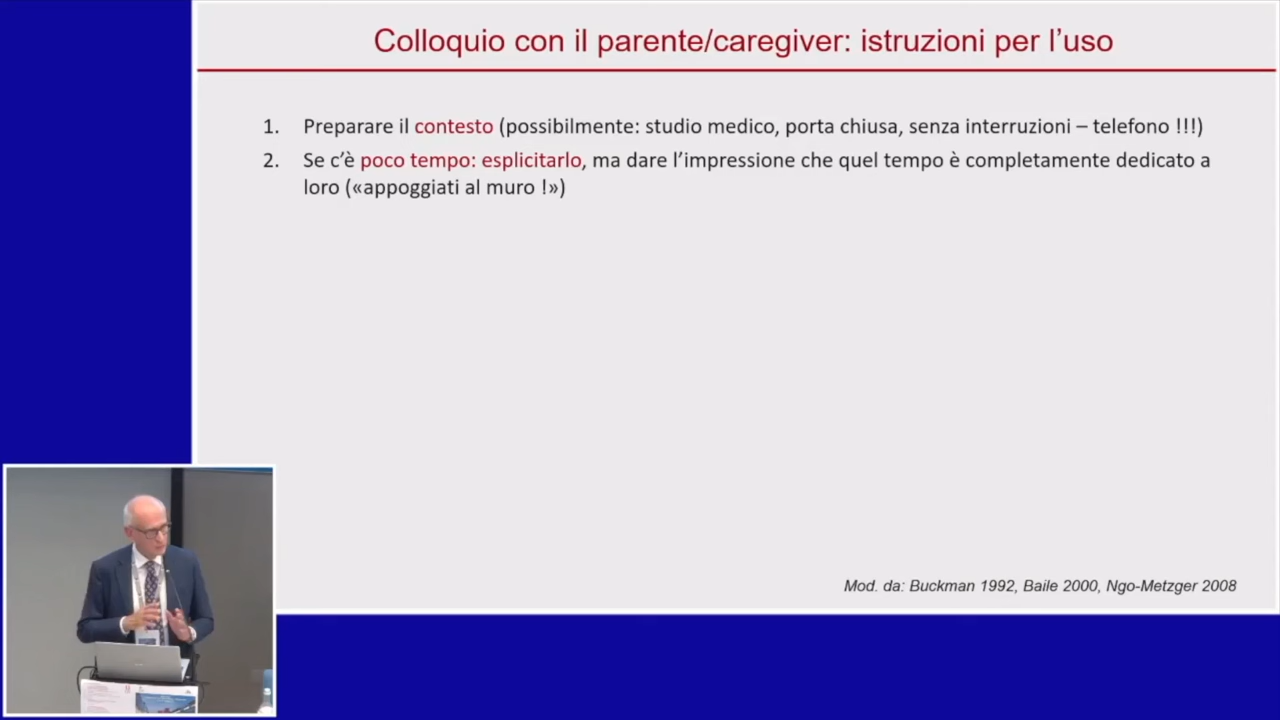 Colloquio con il parente/caregiver: istruzioni per l’uso
1. Preparare il contesto (possibilmente: studio medico, porta chiusa, senza interruzioni – telefono !!!)
2. Se c’è poco tempo: esplicitarlo, ma dare l’impressione che quel tempo è completamente dedicato a
loro («appoggiati al muro !»)
Mod. da: Buckman 1992, Baile 2000, Ngo-Metzger 2008